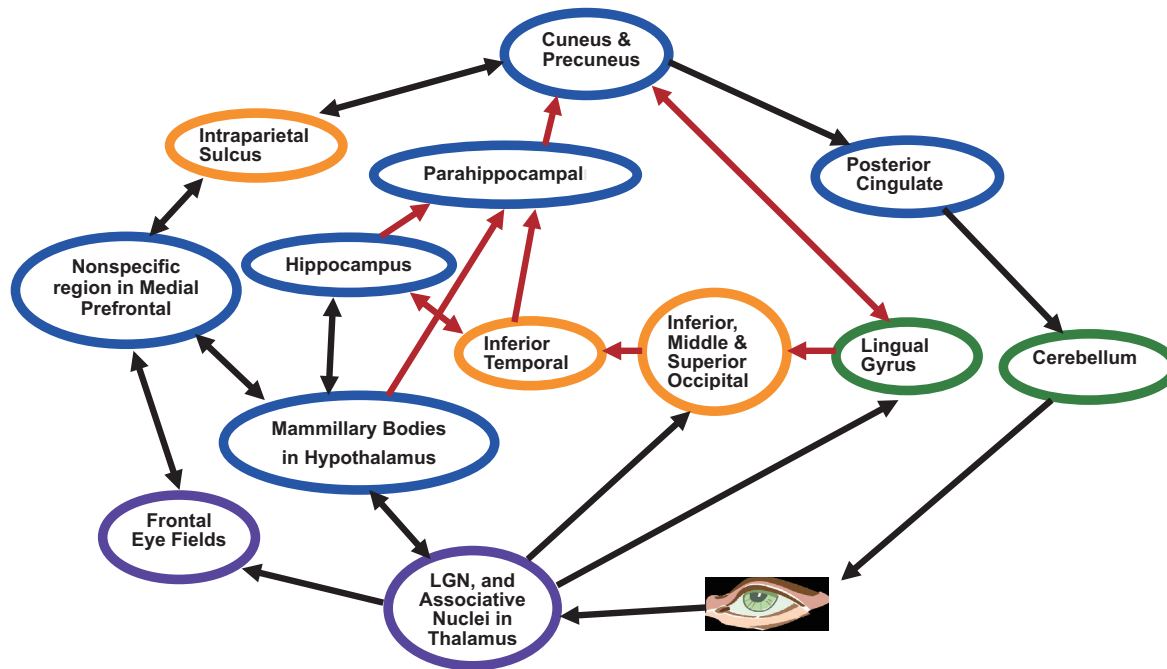 Cuneus &
Precuneus
Intraparietal
Sulcus
Parahippocampal
Posterior
Cingulate
Nonspecific
region in Medial
Prefrontal
Hippocampus
Inferior
Temporal
Inferior,
Middle &
Superior
Occipital
Lingual
Gyrus
Cerebellum
Mammillary Bodies
in Hypothalamus
Frontal
Eye Fields
LGN, and
Associative
Nuclei in
Thalamus